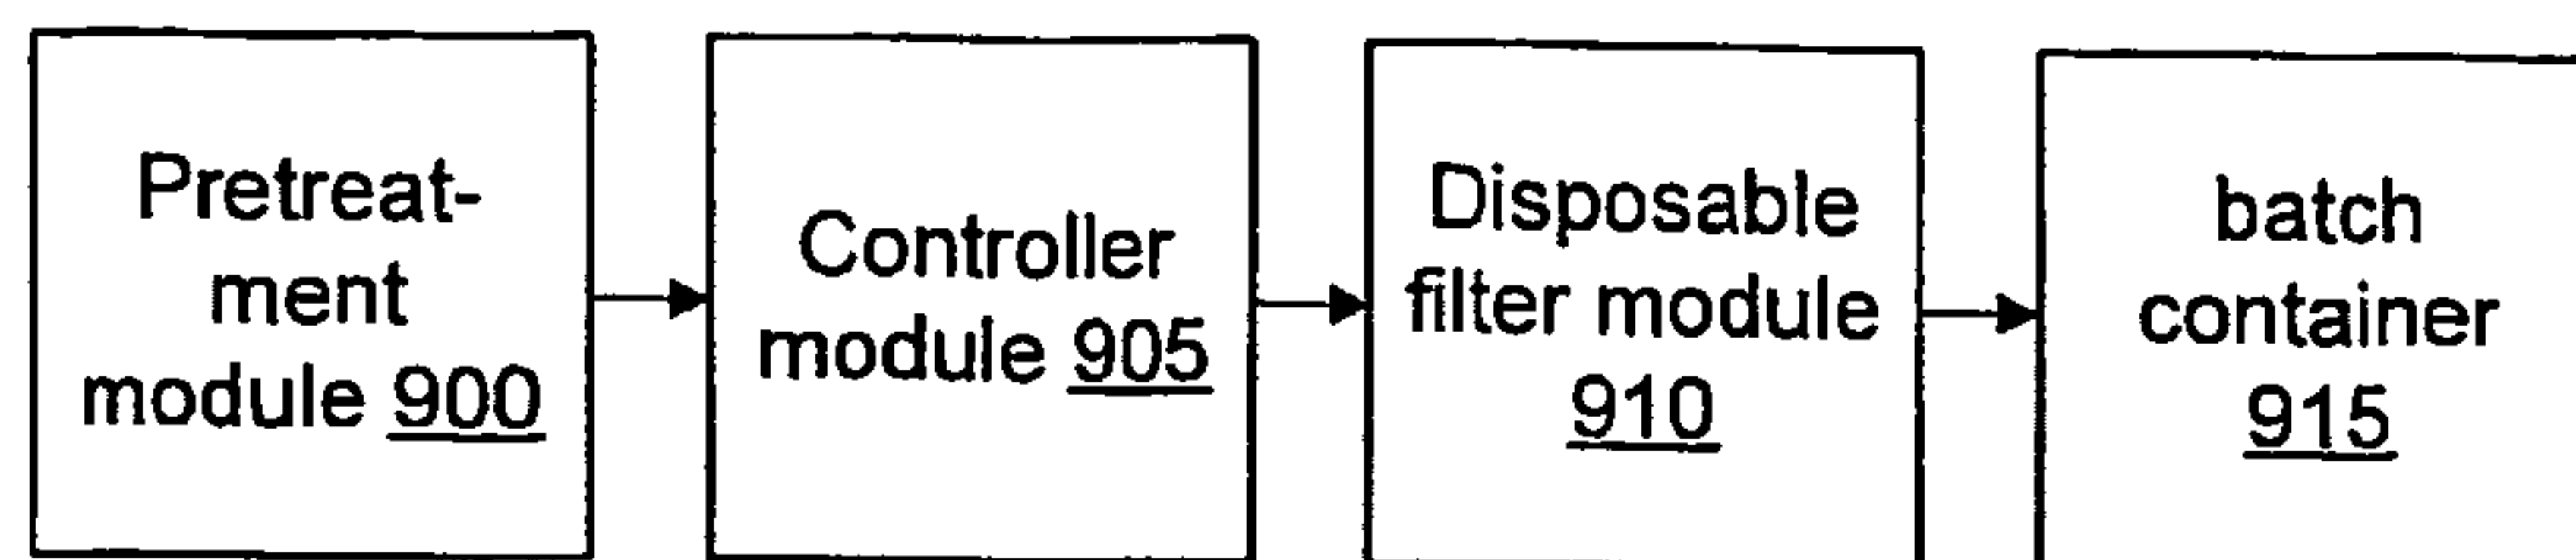 Pretreat-
ment
module 900
Controller
module 905
Disposable
filter module
910
batch
container
915